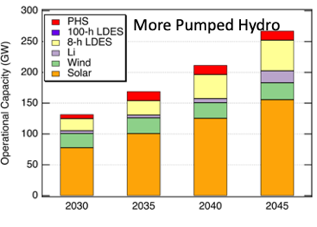 More Pumped Hydro
300
250
200
150
100
50
0
Operational Capacity (GW)
PHS
100-h LDES
8-h LDES
Li
Wind
Solar
2030 2035 2040 2045